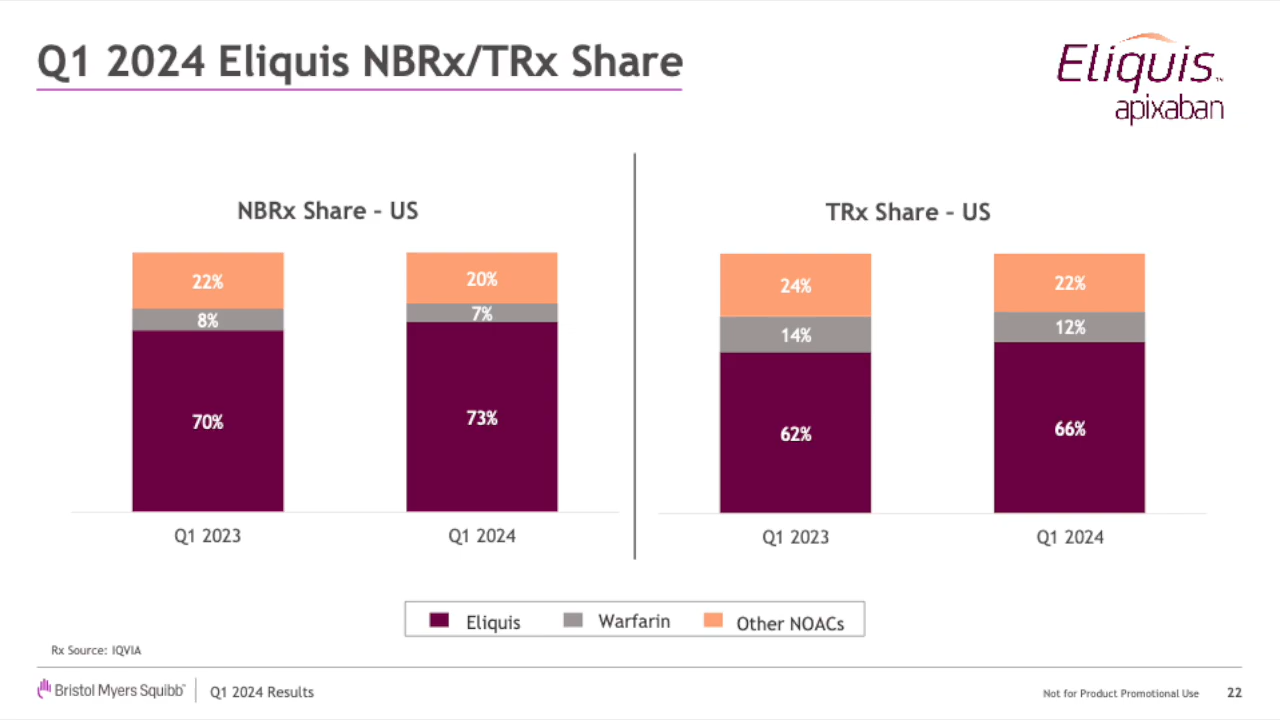 Q1 2024 Eliquis NBRx/TRx Share
Eliquis™
apixaban
NBRx Share – US
22%
8%
70%
Q1 2023
20%
7%
73%
Q1 2024
TRx Share – US
24%
14%
62%
Q1 2023
22%
12%
66%
Q1 2024
Eliquis Warfarin Other NOACs
Rx Source: IQVIA
Bristol Myers Squibb™ Q1 2024 Results Not for Product Promotional Use 22